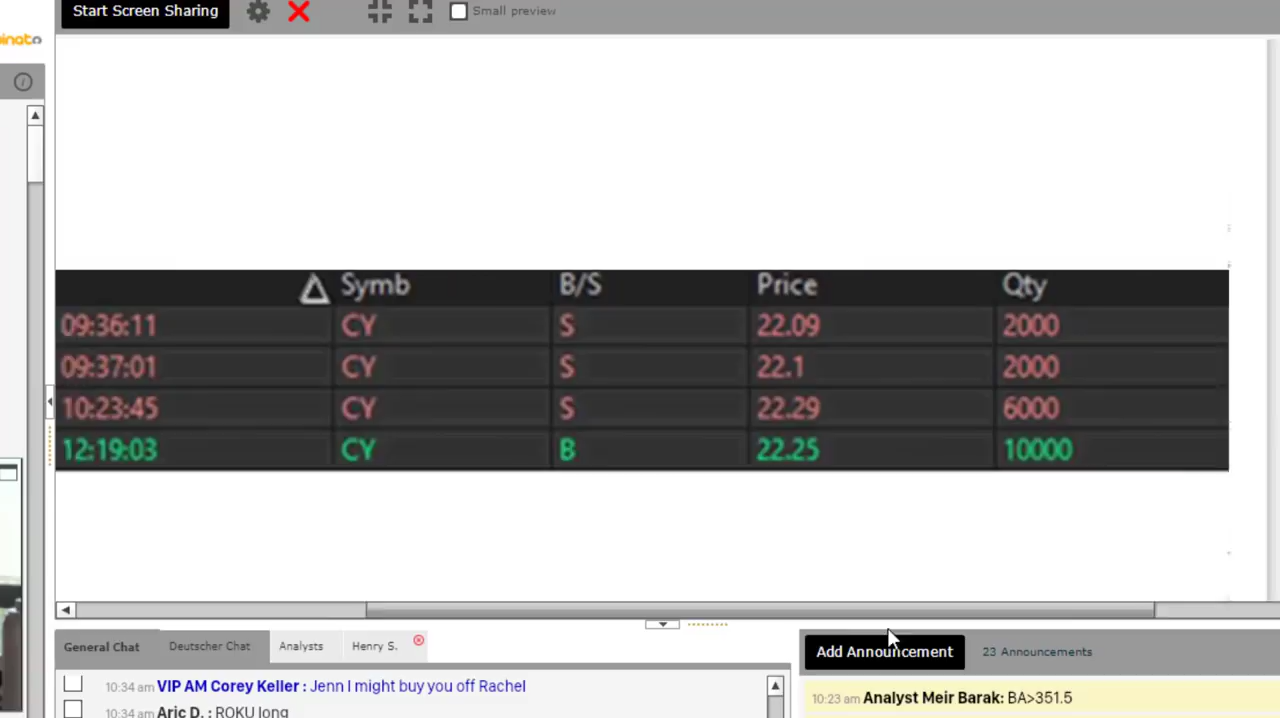 Start Screen Sharing
Small preview
Symb B/S Price Qty
09:36:11 CY S 22.09 2000
09:37:01 CY S 22.1 2000
10:23:45 CY S 22.29 6000
12:19:03 CY B 22.25 10000
General Chat Deutscher Chat Analysts Henry S.
Add Announcement 23 Announcements
10:34 am VIP AM Corey Keller : Jenn I might buy you off Rachel
10:34 am Aric D. : ROKU long
10:23 am Analyst Meir Barak: BA>351.5